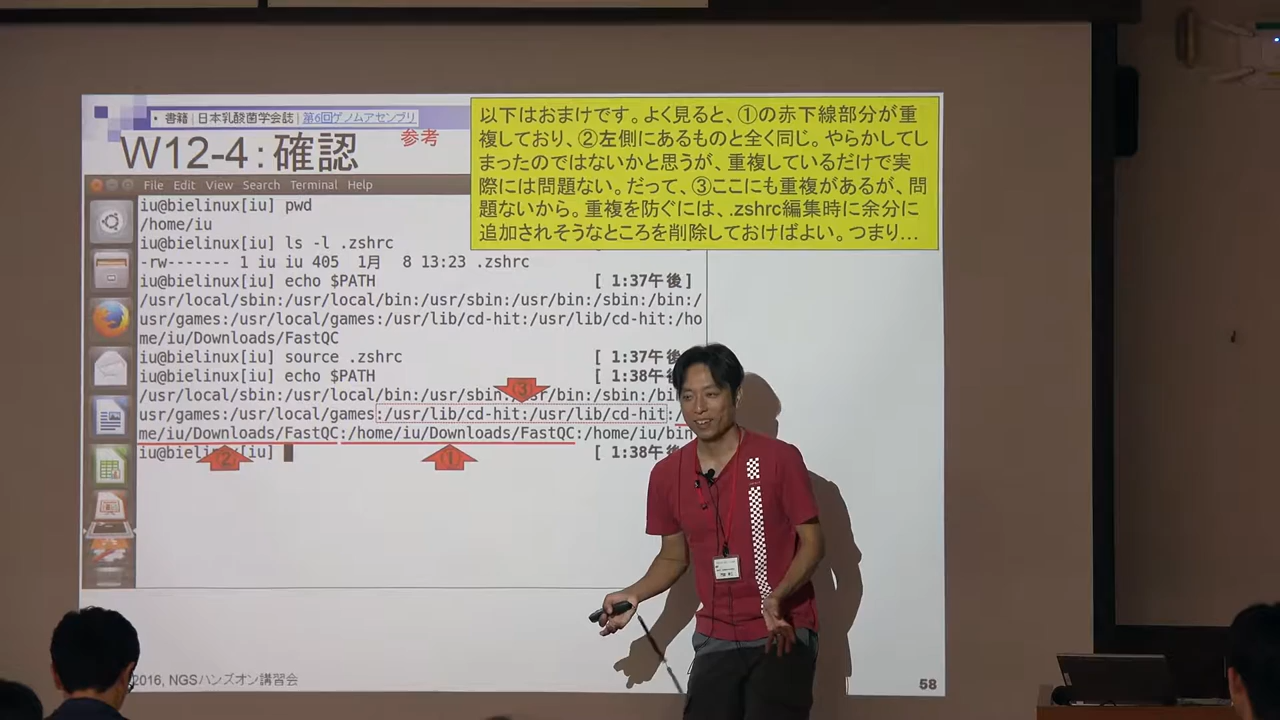 ・書籍 | 日本乳酸菌学会誌 | 第6回ゲノムアセンブリ
W12-4：確認
参考
以下はおまけです。よく見ると、①の赤下線部分が重
複しており、②左側にあるものと全く同じ。やらかしてし
まったのではないかと思うが、重複しているだけで実
際には問題ない。だって、③ここにも重複があるが、問
題ないから。重複を防ぐには、.zshrc編集時に余分に
追加されそうなところを削除しておけばよい。つまり…
File Edit View Search Terminal Help
iu@bielinux[iu] pwd
/home/iu
iu@bielinux[iu] ls -l .zshrc
-rw------- 1 iu iu 405 1月 8 13:23 .zshrc
iu@bielinux[iu] echo $PATH [ 1:37午後]
/usr/local/sbin:/usr/local/bin:/usr/sbin:/usr/bin:/sbin:/bin:/
usr/games:/usr/local/games:/usr/lib/cd-hit:/usr/lib/cd-hit:/ho
me/iu/Downloads/FastQC
iu@bielinux[iu] source .zshrc [ 1:37午後
iu@bielinux[iu] echo $PATH [ 1:38午後
③
/usr/local/sbin:/usr/local/bin:/usr/sbin:/usr/bin:/sbin:/bi
usr/games:/usr/local/games:/usr/lib/cd-hit:/usr/lib/cd-hit:/
me/iu/Downloads/FastQC:/home/iu/Downloads/FastQC:/home/iu/bin
iu@bielinux[iu] [ 1:38午後
② ①
2016, NGSハンズオン講習会
58